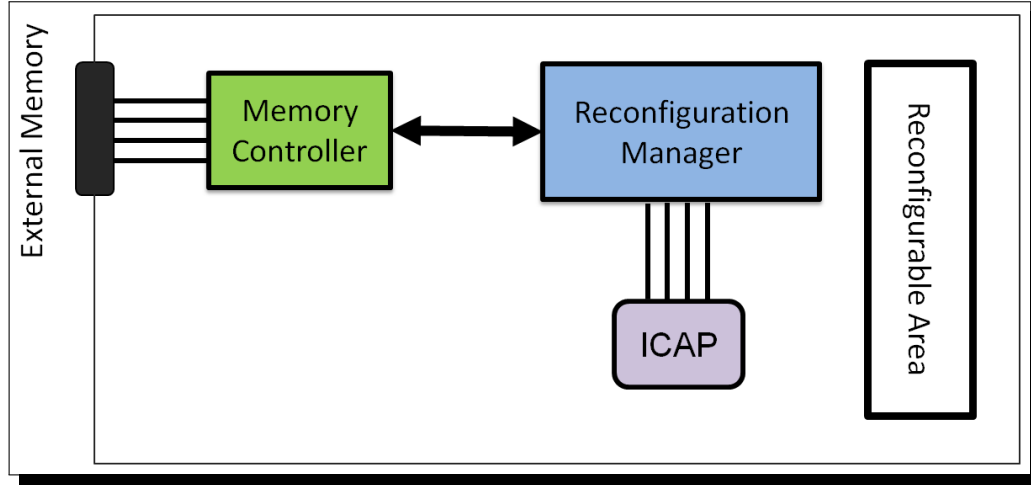 External Memory
Memory
Controller
Reconfiguration
Manager
ICAP
Reconfigurable Area